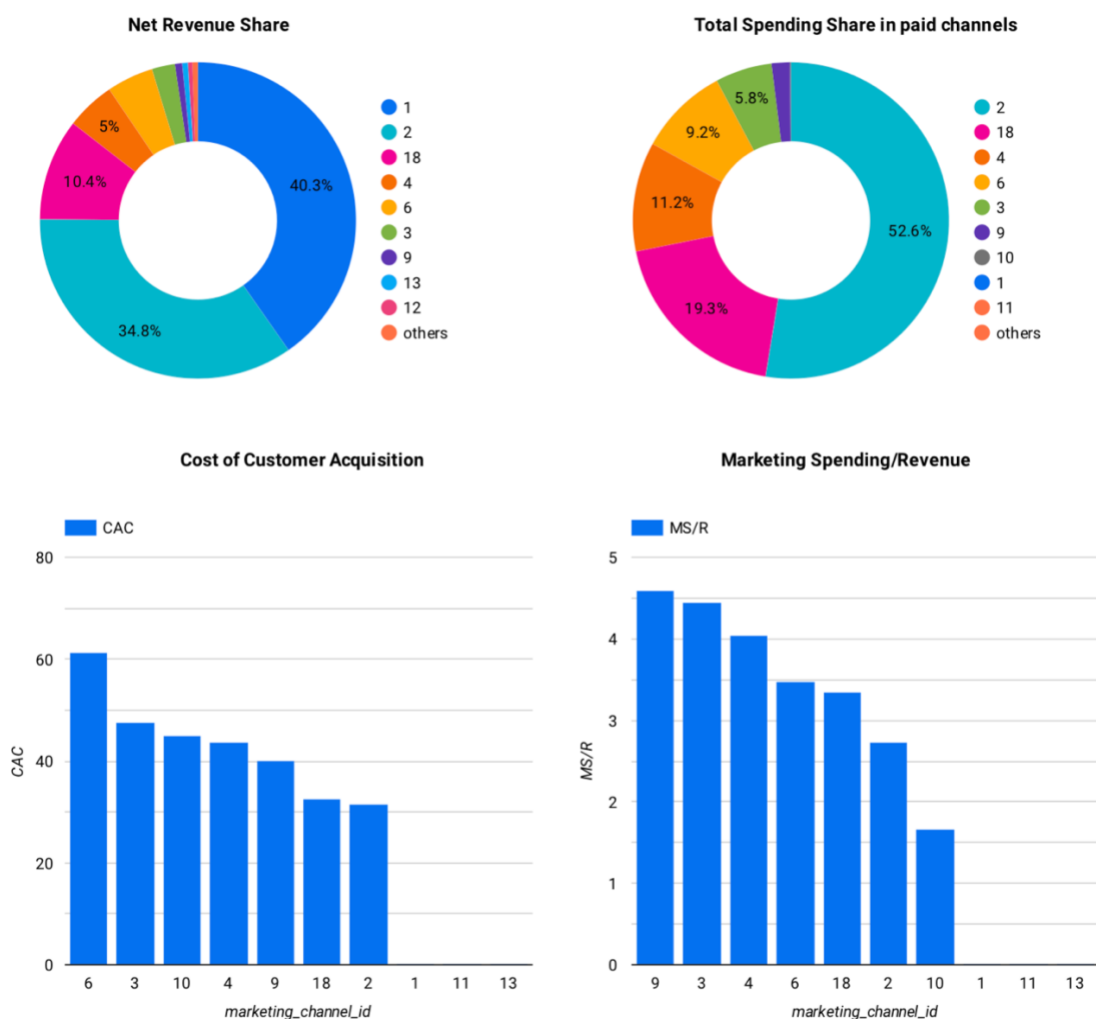 Net Revenue Share
40.3%
34.8%
10.4%
5%
1
2
18
4
6
3
9
13
12
others
Total Spending Share in paid channels
52.6%
19.3%
11.2%
9.2%
5.8%
2
18
4
6
3
9
10
1
11
others
Cost of Customer Acquisition
CAC
80
60
40
20
0
CAC
6 3 10 4 9 18 2 1 11 13
marketing_channel_id
Marketing Spending/Revenue
MS/R
5
4
3
2
1
0
MS/R
9 3 4 6 18 2 10 1 11 13
marketing_channel_id